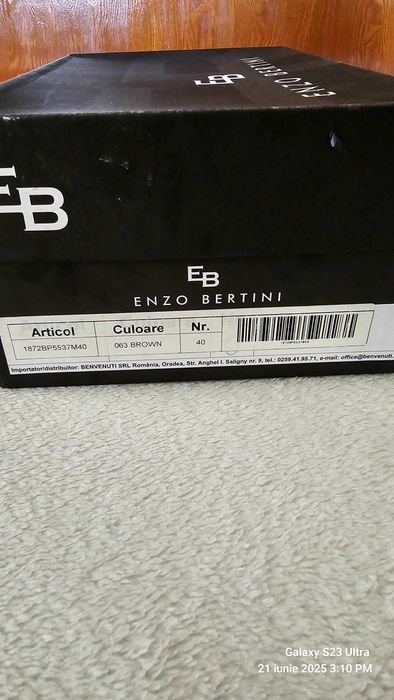 EB
ENZO BERTINI
EB
EB
ENZO BERTINI
Articol Culoare Nr.
1872BP5537M40 063 BROWN 40
1872BP5537M40
Importator/distribuitor: BENVENUTI SRL România, Oradea, Str. Anghel I. Saligny nr. 9, tel.: 0259.41.95.71, e-mail: office@benvenuti.
Galaxy S23 Ultra
21 iunie 2025 3:10 PM